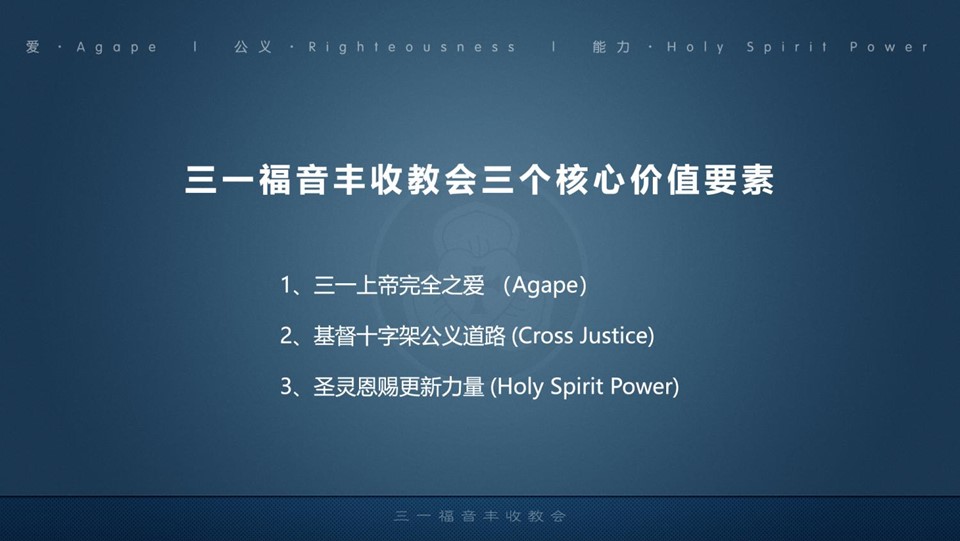 爱·Agape | 公义·Righteousness | 能力·Holy Spirit Power
三一福音丰收教会三个核心价值要素
1、三一上帝完全之爱 （Agape）
2、基督十字架公义道路 (Cross Justice)
3、圣灵恩赐更新力量 (Holy Spirit Power)
三一福音丰收教会